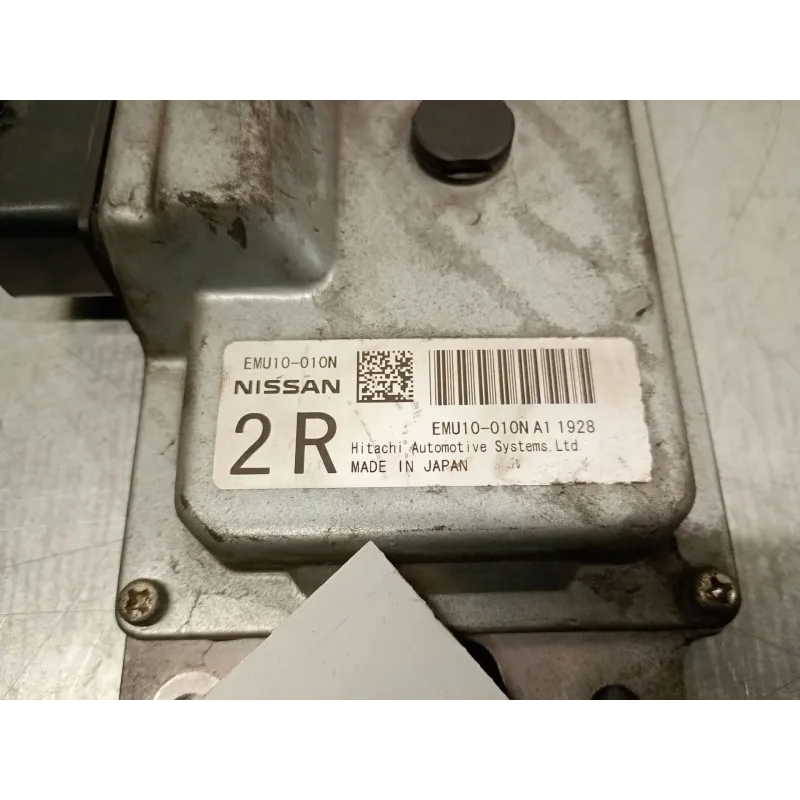 EMU10-010N
NISSAN
2R
EMU10-010N A1 1928
Hitachi Automotive Systems, Ltd
MADE IN JAPAN